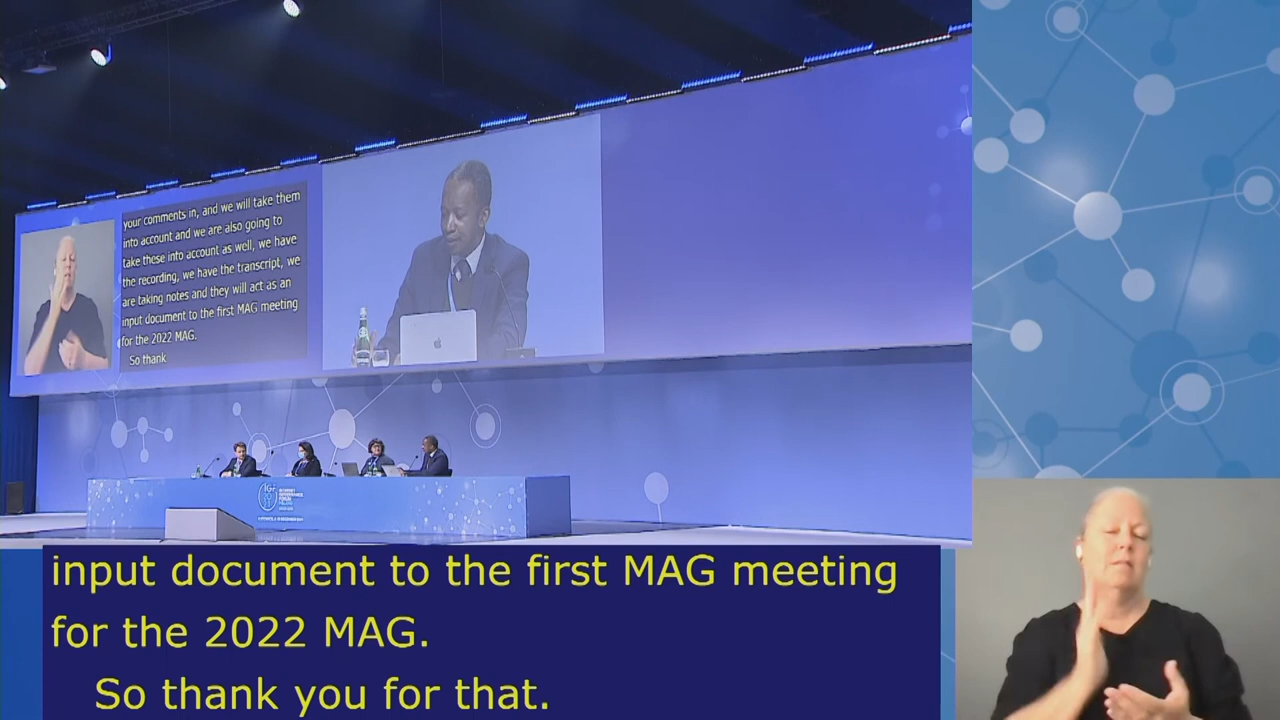 your comments in, and we will take them
into account and we are also going to
take these into account as well, we have
the recording, we have the transcript, we
are taking notes and they will act as an
input document to the first MAG meeting
for the 2022 MAG.
So thank
INTERNET
GOVERNANCE
FORUM
input document to the first MAG meeting
for the 2022 MAG.
So thank you for that.